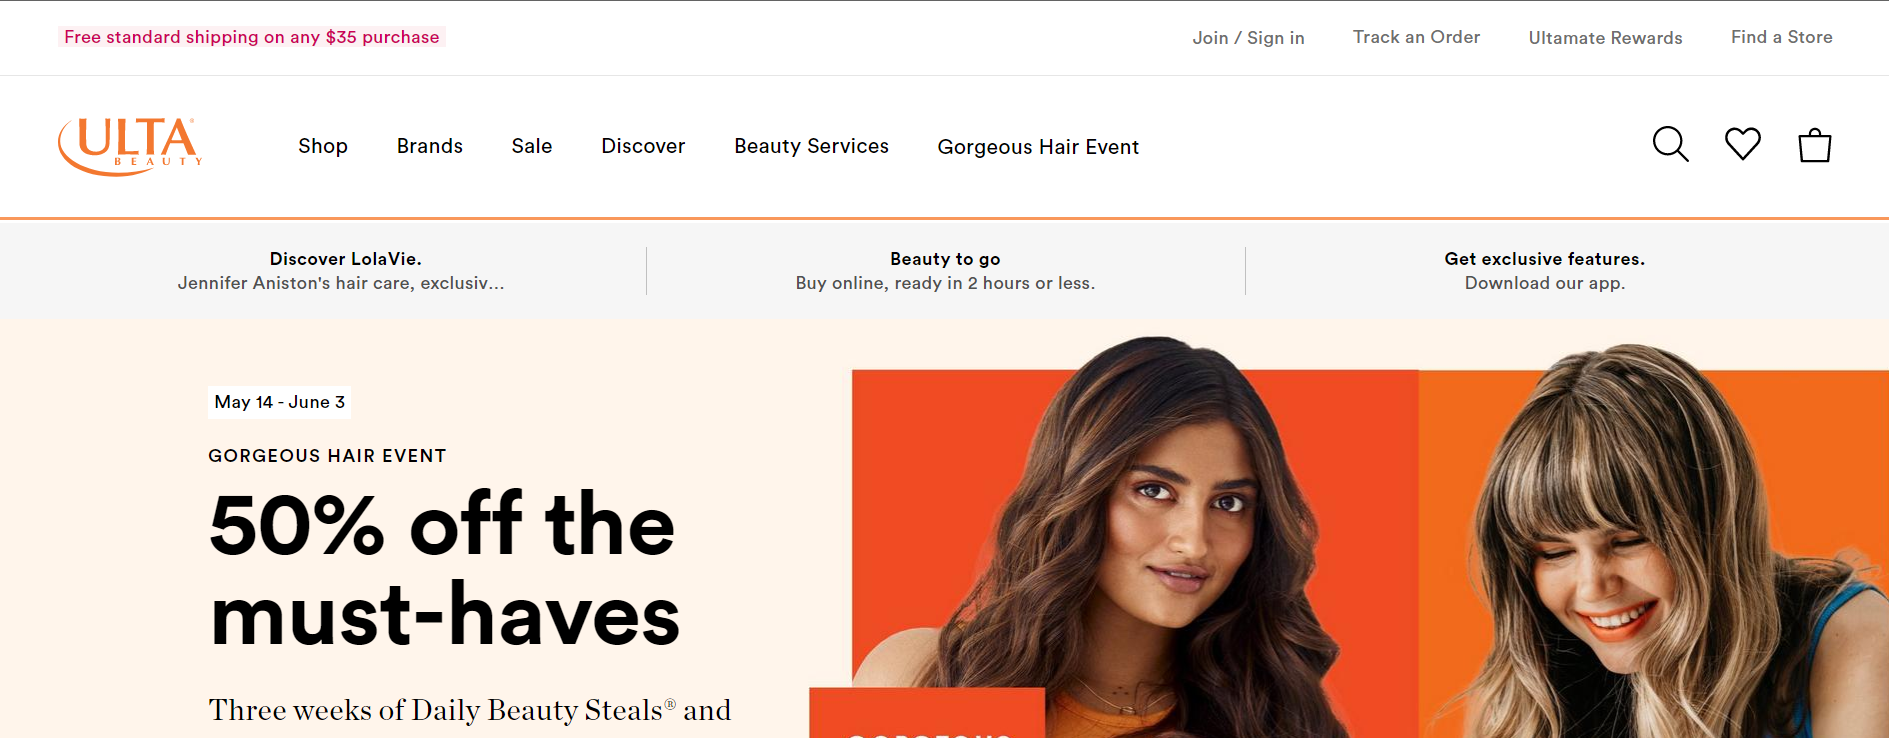 Free standard shipping on any $35 purchase
Join / Sign in
Track an Order
Ultamate Rewards
Find a Store
ULTA
BEAUTY
Shop
Brands
Sale
Discover
Beauty Services
Gorgeous Hair Event
Discover LolaVie.
Jennifer Aniston's hair care, exclusiv...
Beauty to go
Buy online, ready in 2 hours or less.
Get exclusive features.
Download our app.
May 14 - June 3
GORGEOUS HAIR EVENT
50% off the
must-haves
Three weeks of Daily Beauty Steals® and
GORGEOUS